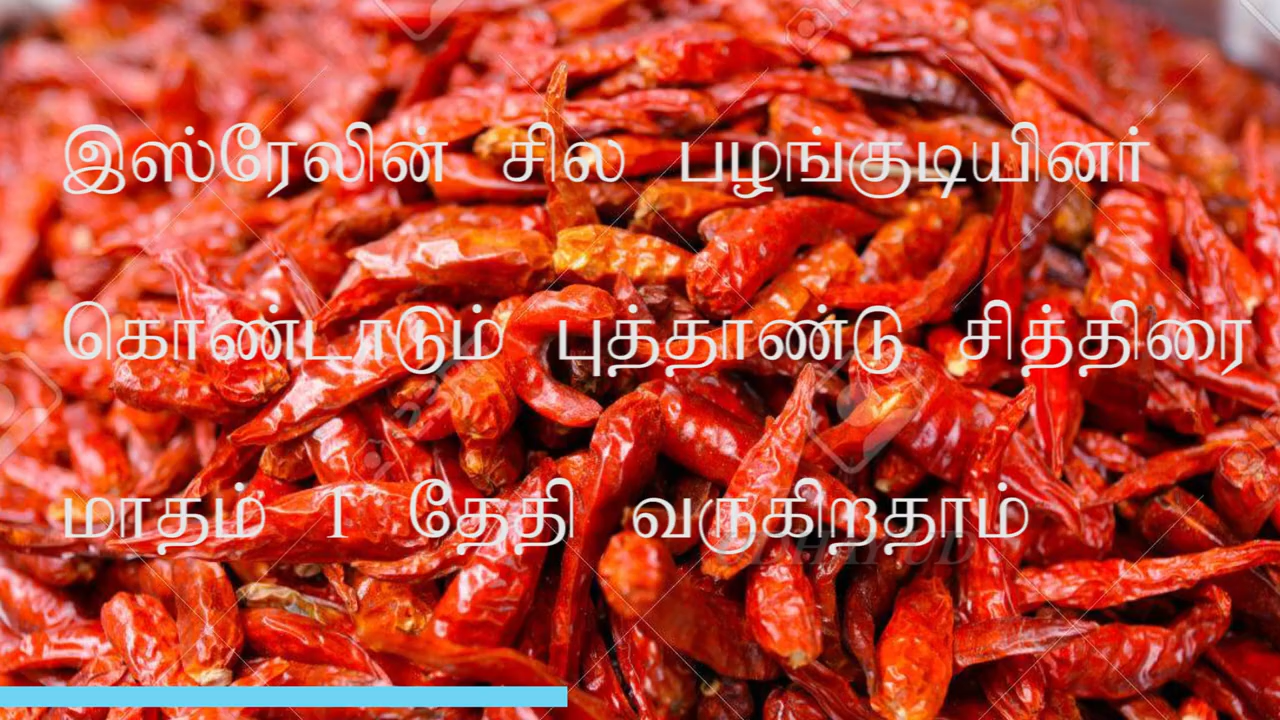 இஸ்ரேலின் சில பழங்குடியினர்
கொண்டாடும் புத்தாண்டு சித்திரை
மாதம் 1 தேதி வருகிறதாம்